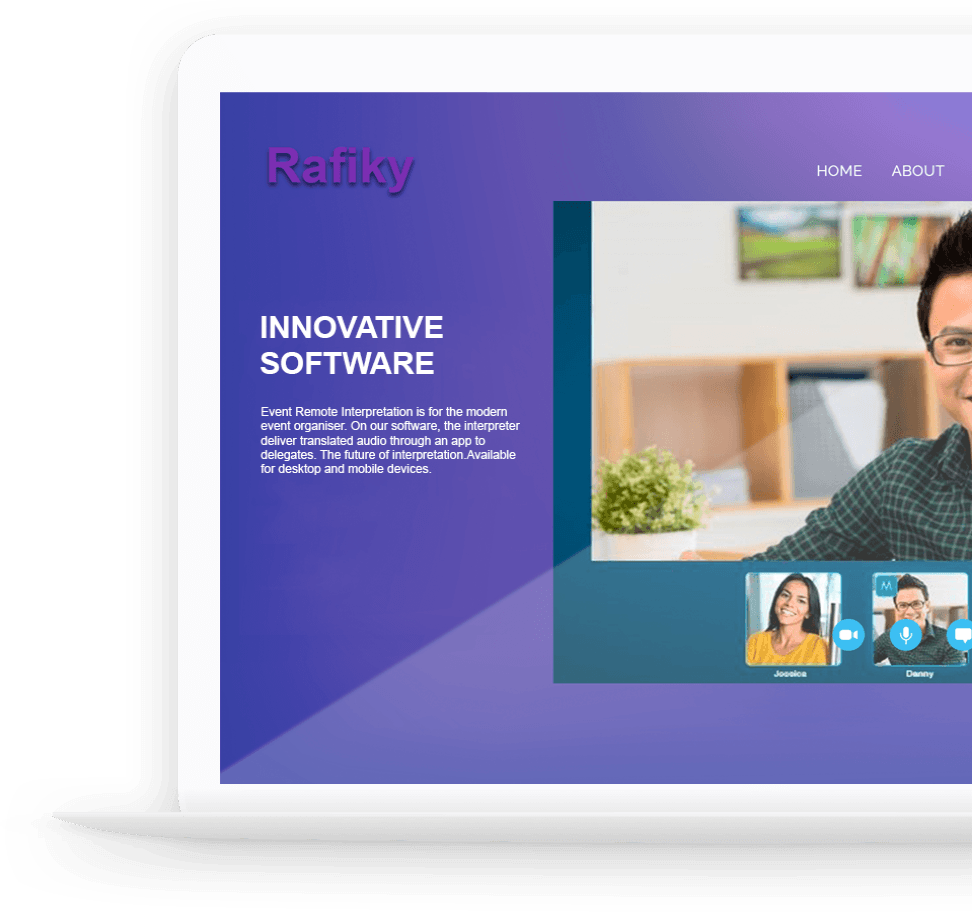 Rafiky
HOME ABOUT
INNOVATIVE
SOFTWARE
Event Remote Interpretation is for the modern
event organiser. On our software, the interpreter
deliver translated audio through an app to
delegates. The future of interpretation.Available
for desktop and mobile devices.
M
Jessica
Danny